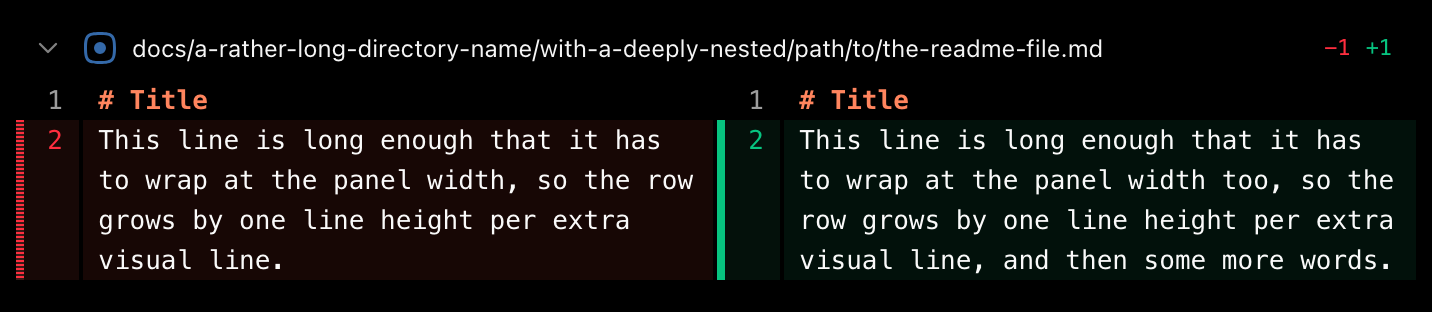 docs/a-rather-long-directory-name/with-a-deeply-nested/path/to/the-readme-file.md −1 +1
1 # Title
2 This line is long enough that it has
to wrap at the panel width, so the row
grows by one line height per extra
visual line.
1 # Title
2 This line is long enough that it has
to wrap at the panel width too, so the
row grows by one line height per extra
visual line, and then some more words.